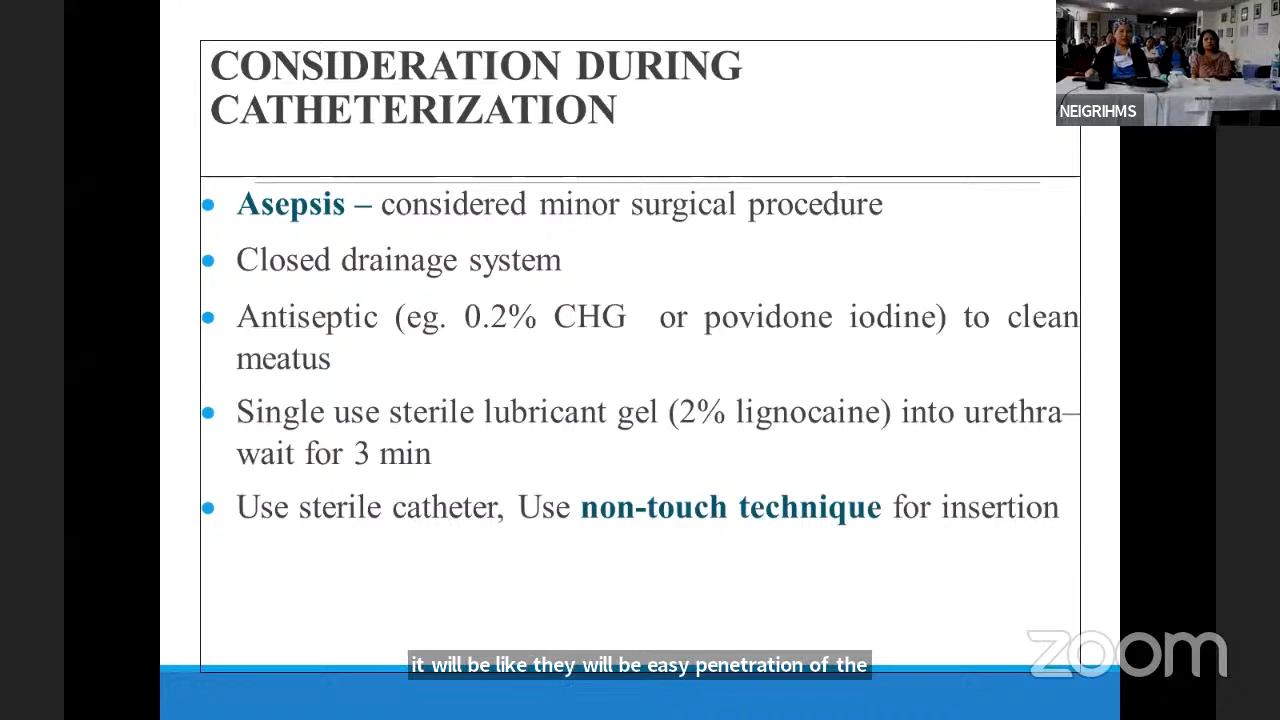 CONSIDERATION DURING
CATHETERIZATION
NEIGRIHMS
Asepsis – considered minor surgical procedure
Closed drainage system
Antiseptic (eg. 0.2% CHG or povidone iodine) to clean
meatus
Single use sterile lubricant gel (2% lignocaine) into urethra–
wait for 3 min
Use sterile catheter, Use non-touch technique for insertion
it will be like they will be easy penetration of the
zoom